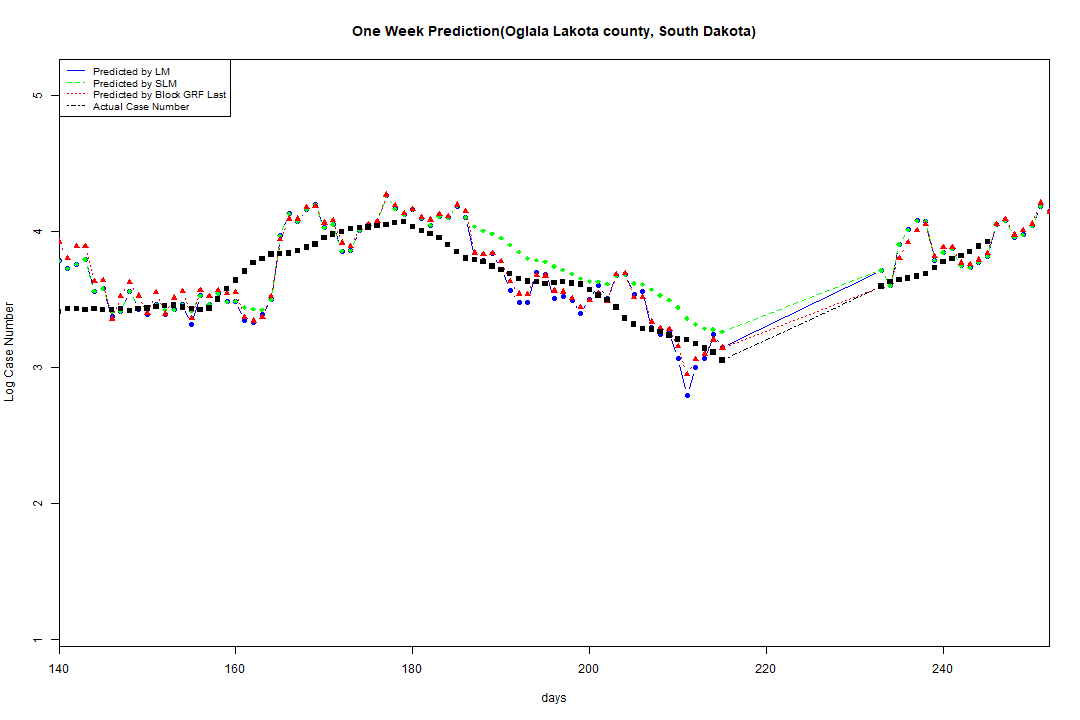 One Week Prediction(Oglala Lakota county, South Dakota)
Predicted by LM
Predicted by SLM
Predicted by Block GRF Last
Actual Case Number
5
4
3
2
1
Log Case Number
140 160 180 200 220 240
days